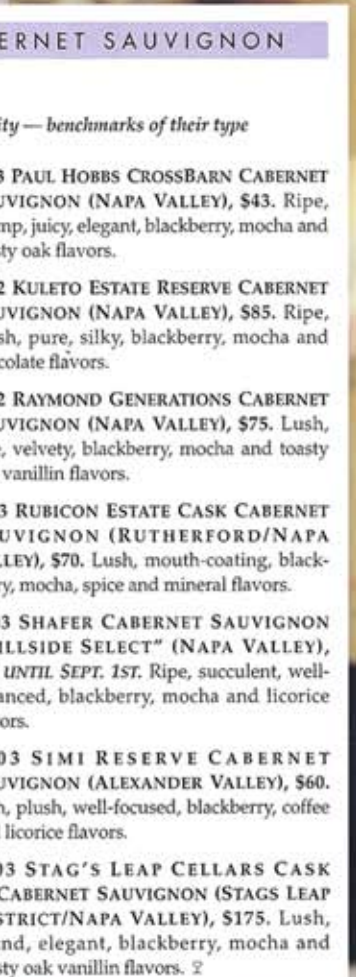 ERNET SAUVIGNON
ity — benchmarks of their type
3 PAUL HOBBS CROSSBARN CABERNET
UVIGNON (NAPA VALLEY), $43. Ripe,
mp, juicy, elegant, blackberry, mocha and
sty oak flavors.
2 KULETO ESTATE RESERVE CABERNET
UVIGNON (NAPA VALLEY), $85. Ripe,
sh, pure, silky, blackberry, mocha and
colate flavors.
2 RAYMOND GENERATIONS CABERNET
UVIGNON (NAPA VALLEY), $75. Lush,
, velvety, blackberry, mocha and toasty
vanillin flavors.
3 RUBICON ESTATE CASK CABERNET
UVIGNON (RUTHERFORD/NAPA
LLEY), $70. Lush, mouth-coating, black-
ry, mocha, spice and mineral flavors.
03 SHAFER CABERNET SAUVIGNON
ILLSIDE SELECT" (NAPA VALLEY),
UNTIL SEPT. 1ST. Ripe, succulent, well-
anced, blackberry, mocha and licorice
ors.
03 SIMI RESERVE CABERNET
UVIGNON (ALEXANDER VALLEY), $60.
h, plush, well-focused, blackberry, coffee
licorice flavors.
03 STAG'S LEAP CELLARS CASK
CABERNET SAUVIGNON (STAGS LEAP
STRICT/NAPA VALLEY), $175. Lush,
nd, elegant, blackberry, mocha and
sty oak vanillin flavors.